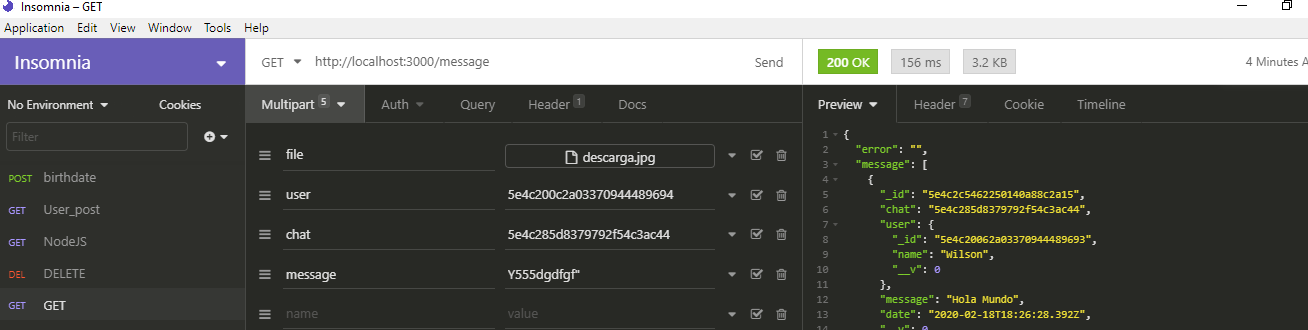 Insomnia – GET
Application Edit View Window Tools Help
Insomnia
GET http://localhost:3000/message Send
200 OK 156 ms 3.2 KB 4 Minutes A
No Environment Cookies
Multipart 5 Auth Query Header 1 Docs
Preview Header 7 Cookie Timeline
Filter
POST birthdate
GET User_post
GET NodeJS
DEL DELETE
GET GET
file descarga.jpg
user 5e4c200c2a03370944489694
chat 5e4c285d8379792f54c3ac44
message Y555dgdfgf"
name value
1 {
2 "error": "",
3 "message": [
4 {
5 "_id": "5e4c2c5462250140a88c2a15",
6 "chat": "5e4c285d8379792f54c3ac44",
7 "user": {
8 "_id": "5e4c20062a03370944489693",
9 "name": "Wilson",
10 "__v": 0
11 },
12 "message": "Hola Mundo",
13 "date": "2020-02-18T18:26:28.392Z",
14 "__v": 0